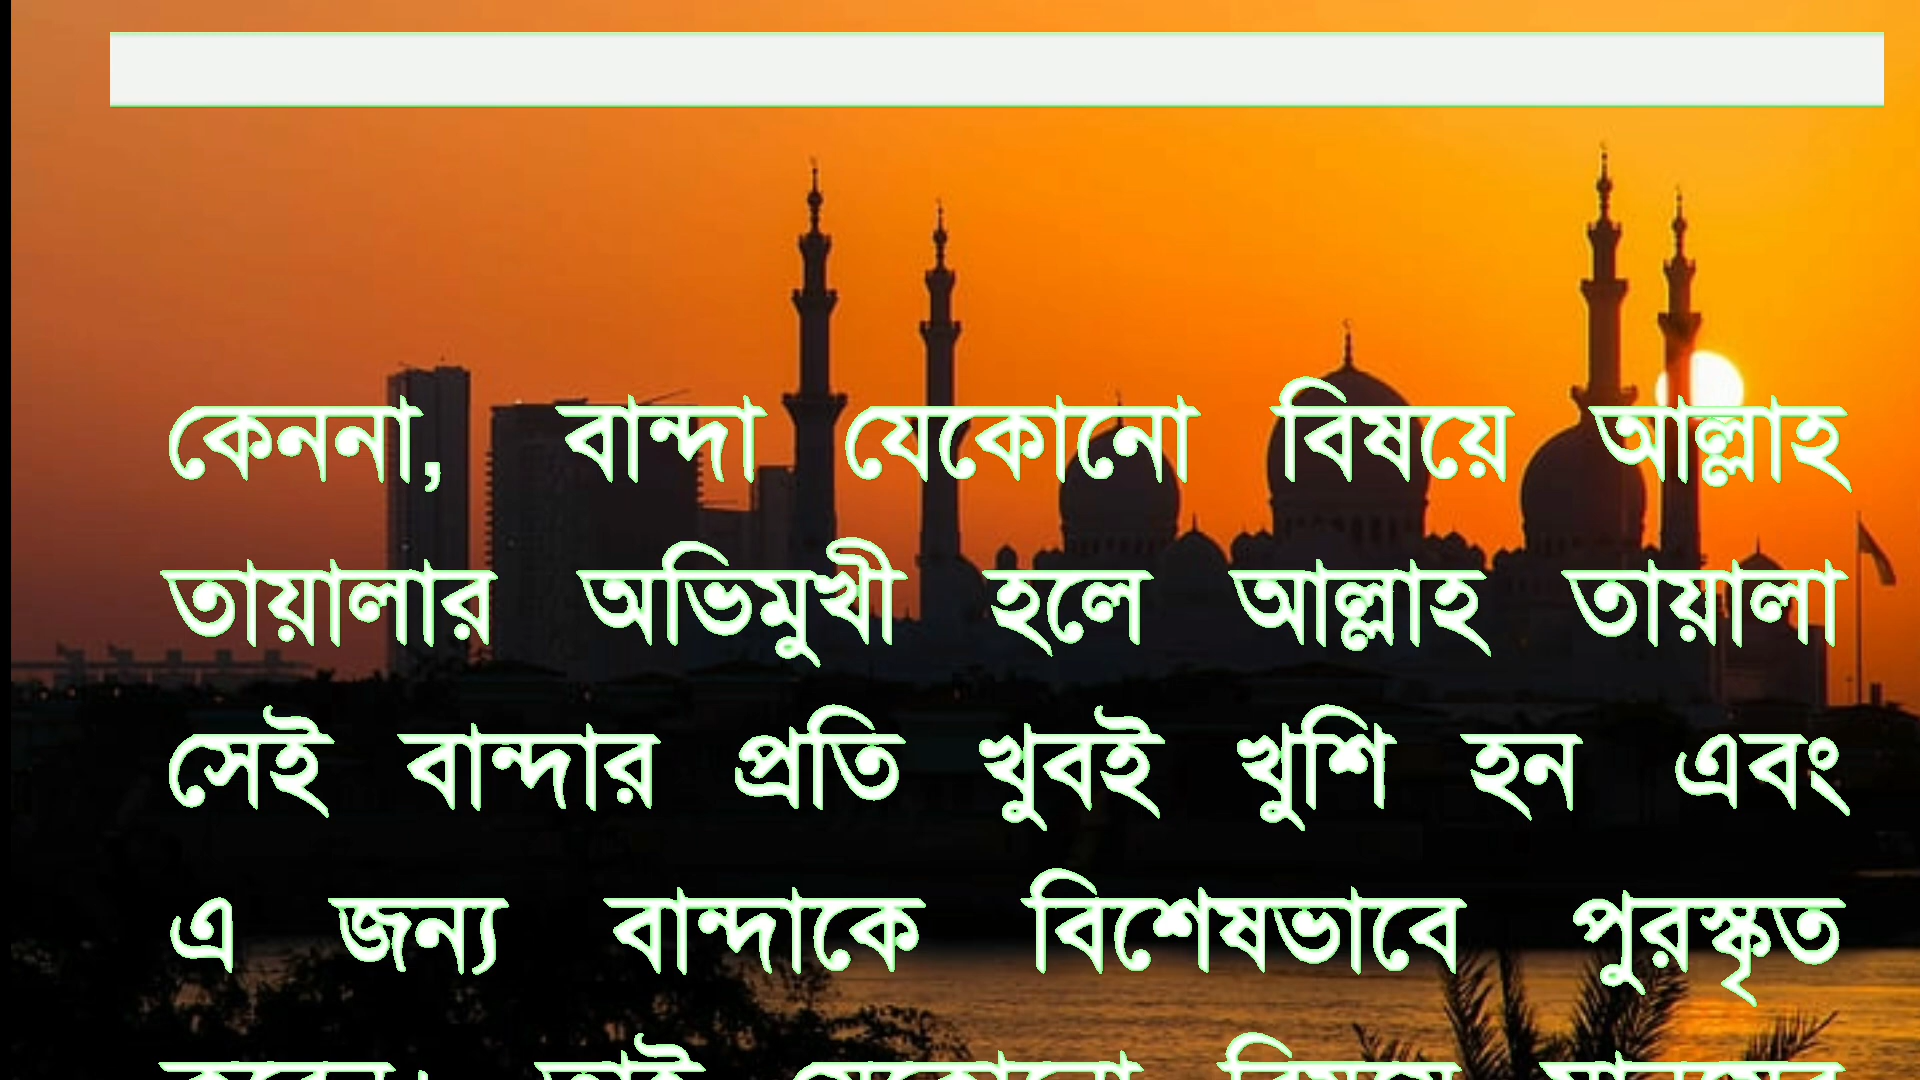 কেননা, বান্দা যেকোনো বিষয়ে আল্লাহ
তায়ালার অভিমুখী হলে আল্লাহ তায়ালা
সেই বান্দার প্রতি খুবই খুশি হন এবং
এ জন্য বান্দাকে বিশেষভাবে পুরস্কৃত